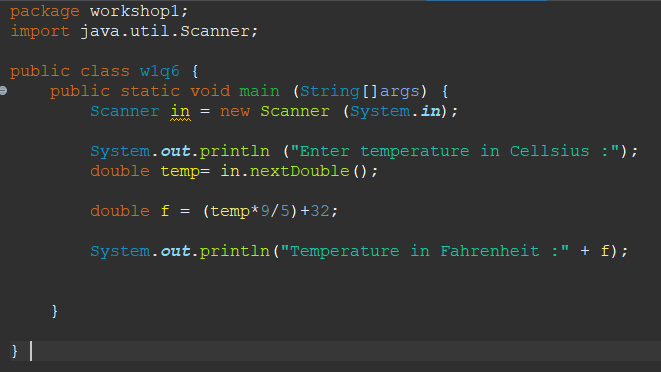 package workshop1;
import java.util.Scanner;
public class w1q6 {
public static void main (String[]args) {
Scanner in = new Scanner (System.in);
System.out.println ("Enter temperature in Cellsius :");
double temp= in.nextDouble();
double f = (temp*9/5)+32;
System.out.println("Temperature in Fahrenheit :" + f);
}
}